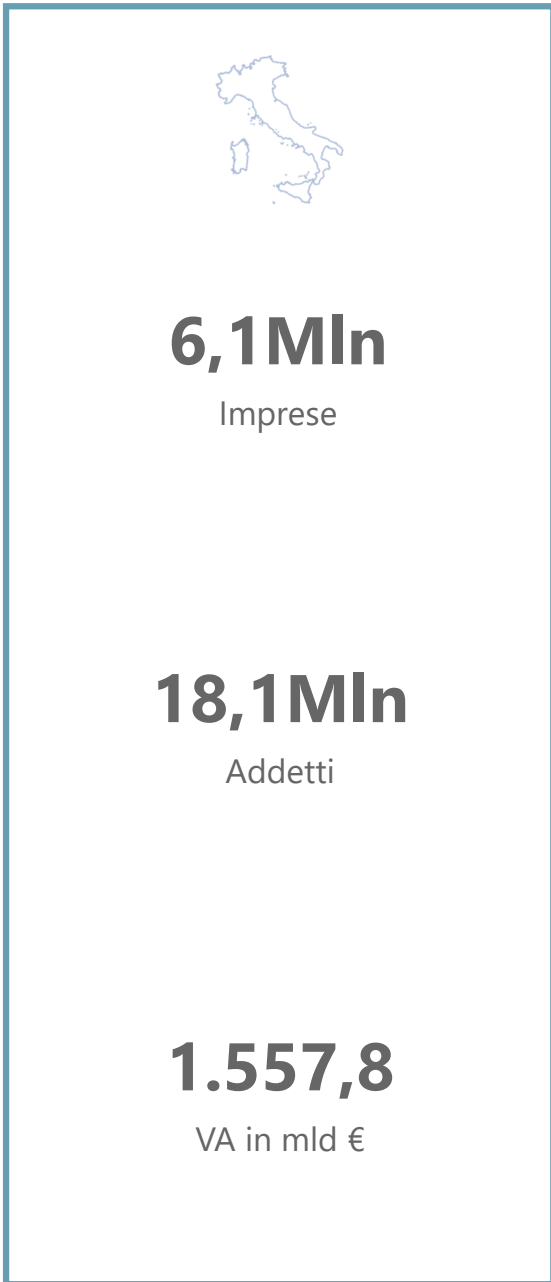 6,1Mln
Imprese
18,1Mln
Addetti
1.557,8
VA in mld €